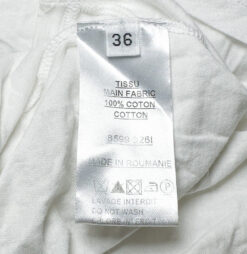 36
TISSU
MAIN FABRIC
100% COTON
COTTON
MADE IN ROUMANIE
LAVAGE INTERDIT
DO NOT WASH